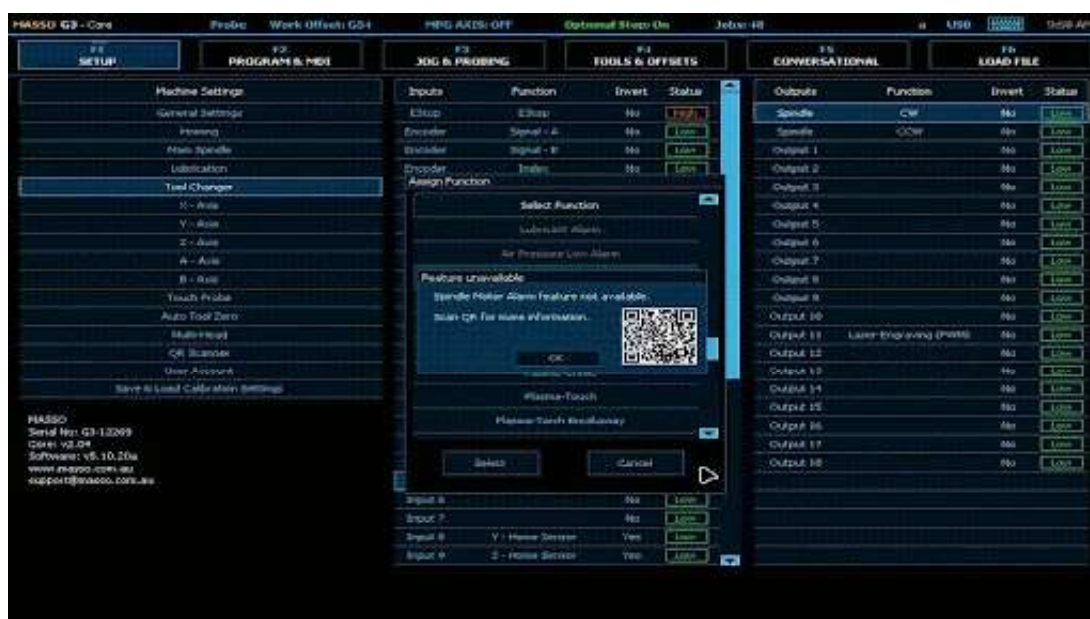 MASSO G3 - Core
Probe
Work Offset: G54
MPG AXIS: OFF
Optional Stop: On
Jobs: 48
USB
9:58 AM
F1
SETUP
F2
PROGRAM & MDI
F3
JOG & PROBING
F4
TOOLS & OFFSETS
F5
CONVERSATIONAL
F6
LOAD FILE
Machine Settings
General Settings
Homing
Main Spindle
Lubrication
Tool Changer
X - Axis
Y - Axis
Z - Axis
A - Axis
B - Axis
Touch Probe
Auto Tool Zero
Multi-Head
QR Scanner
User Account
Save & Load Calibration Settings
MASSO
Serial No: G3-12269
Core: v2.04
Software: v5.10.20a
www.masso.com.au
support@masso.com.au
Inputs Function Invert Status
EStop EStop No High
Encoder Signal - A No Low
Encoder Signal - B No Low
Encoder Index No Low
Assign Function
Select Function
Lubricant Alarm
Air Pressure Low Alarm
Feature unavailable
Spindle Motor Alarm feature not available.
Scan QR for more information.
OK
Plasma-Touch
Plasma-Torch Breakaway
Select
Cancel
Input 6 No Low
Input 7 No Low
Input 8 Y - Home Sensor Yes Low
Input 9 Z - Home Sensor Yes Low
Outputs Function Invert Status
Spindle CW No Low
Spindle CCW No Low
Output 1 No Low
Output 2 No Low
Output 3 No Low
Output 4 No Low
Output 5 No Low
Output 6 No Low
Output 7 No Low
Output 8 No Low
Output 9 No Low
Output 10 No Low
Output 11 Laser-Engraving (PWM) No Low
Output 12 No Low
Output 13 No Low
Output 14 No Low
Output 15 No Low
Output 16 No Low
Output 17 No Low
Output 18 No Low